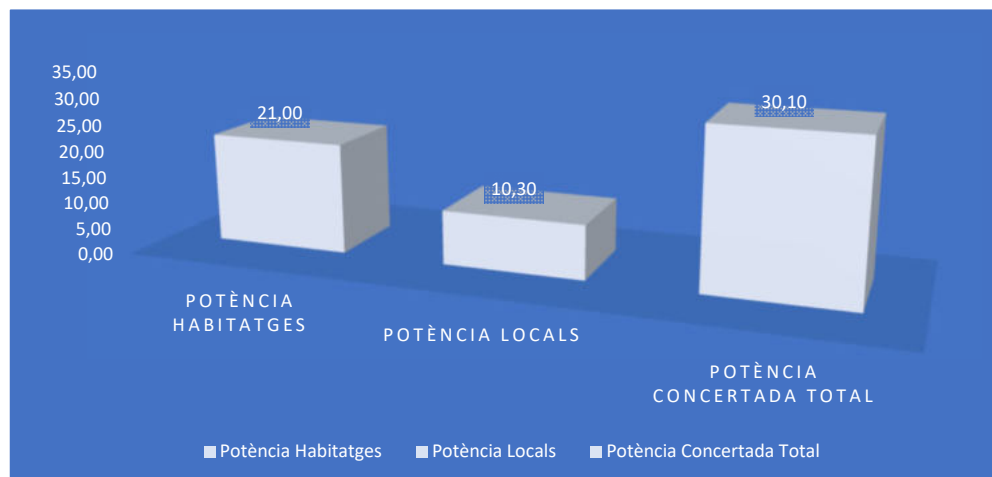 35,00
30,00
25,00
20,00
15,00
10,00
5,00
0,00
21,00
10,30
30,10
POTÈNCIA
HABITATGES
POTÈNCIA LOCALS
POTÈNCIA
CONCERTADA TOTAL
Potència Habitatges Potència Locals Potència Concertada Total